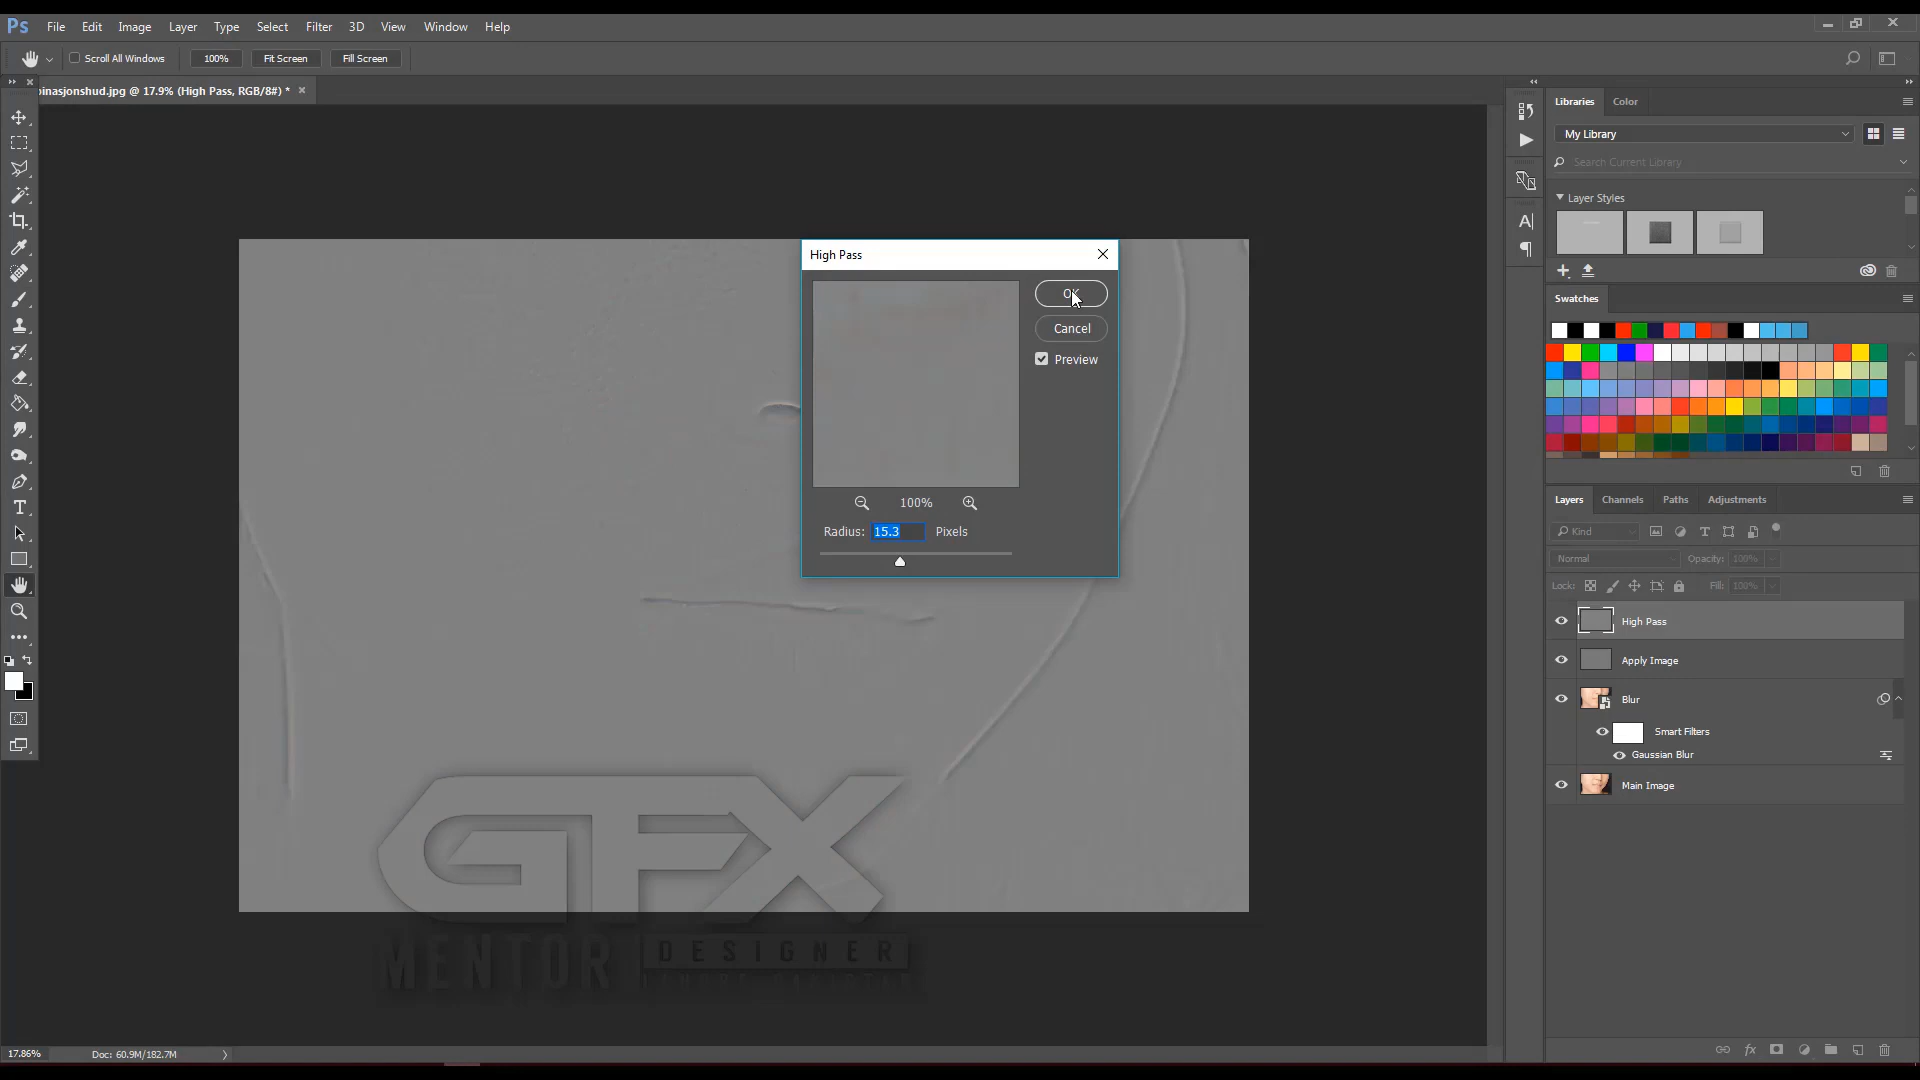 Ps File Edit Image Layer Type Select Filter 3D View Window Help
Scroll All Windows 100% Fit Screen Fill Screen
inasjonshud.jpg @ 17.9% (High Pass, RGB/8#) *
High Pass
OK
Cancel
Preview
100%
Radius: 15.3 Pixels
Libraries Color
My Library
Search Current Library
Layer Styles
Swatches
Layers Channels Paths Adjustments
Kind
Normal Opacity: 100%
Lock: Fill: 100%
High Pass
Apply Image
Blur
Smart Filters
Gaussian Blur
Main Image
GFX
MENTOR DESIGNER
17.86% Doc: 60.9M/182.7M